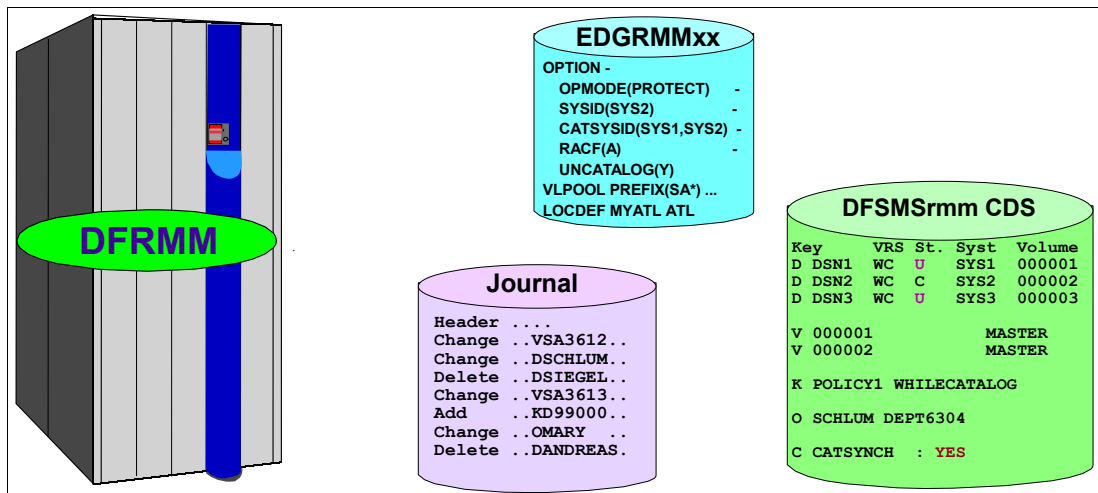 DFRMM
EDGRMMxx
OPTION -
OPMODE(PROTECT) -
SYSID(SYS2) -
CATSYSID(SYS1,SYS2) -
RACF(A) -
UNCATALOG(Y)
VLPOOL PREFIX(SA*) ...
LOCDEF MYATL ATL
Journal
Header ....
Change ..VSA3612..
Change ..DSCHLUM..
Delete ..DSIEGEL..
Change ..VSA3613..
Add ..KD99000..
Change ..OMARY ..
Delete ..DANDREAS.
DFSMSrmm CDS
Key VRS St. Syst Volume
D DSN1 WC U SYS1 000001
D DSN2 WC C SYS2 000002
D DSN3 WC U SYS3 000003
V 000001 MASTER
V 000002 MASTER
K POLICY1 WHILECATALOG
O SCHLUM DEPT6304
C CATSYNCH : YES